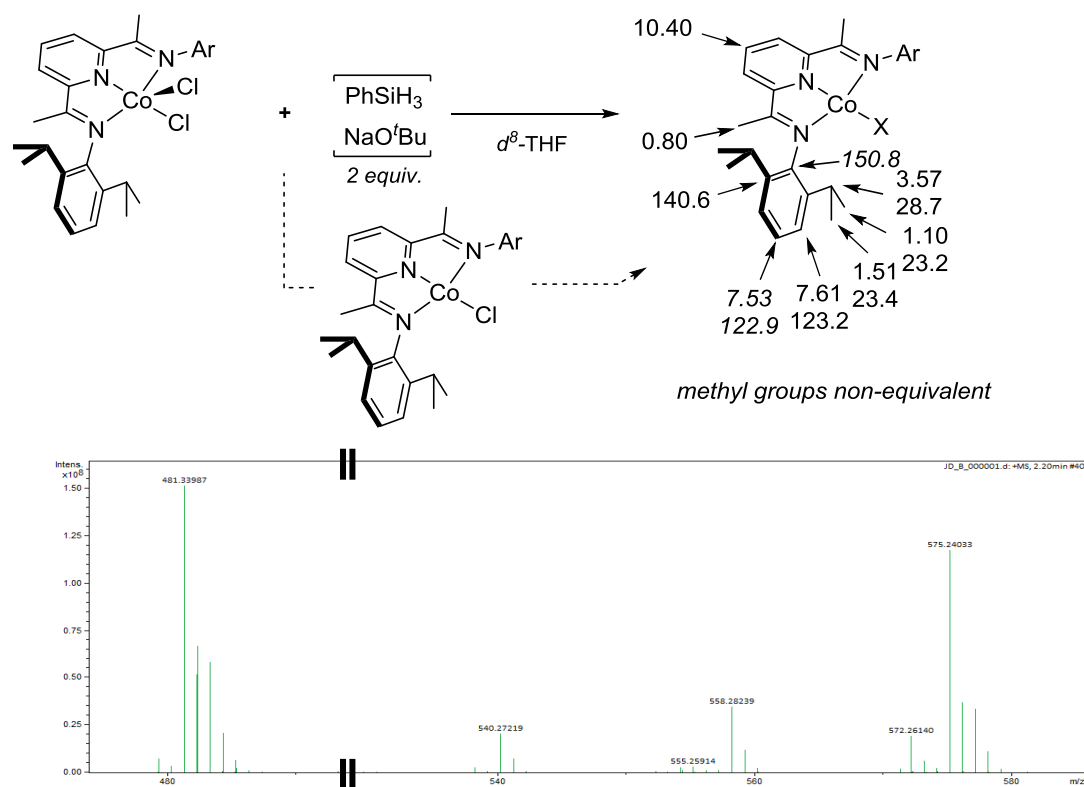 N
Ar
N
Co
Cl
Cl
N
+
PhSiH3
NaOtBu
2 equiv.
d8-THF
10.40
N
Ar
N
Co
X
N
0.80
150.8
140.6
3.57
28.7
1.10
23.2
1.51
23.4
7.53
122.9
7.61
123.2
N
Ar
N
Co
Cl
N
methyl groups non-equivalent
Intens.
×10⁸
JD_B_000001.d: +MS, 2.20min #40
481.33987
1.50
1.25
1.00
0.75
0.50
0.25
0.00
575.24033
558.28239
540.27219
572.26140
555.25914
480
540
560
580
m/z